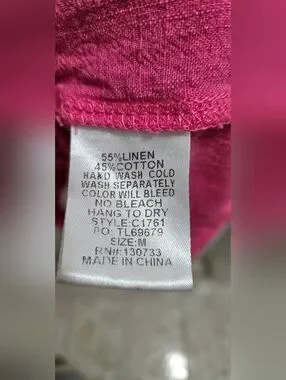 55%LINEN
45%COTTON
HAND WASH COLD
WASH SEPARATELY
COLOR WILL BLEED
NO BLEACH
HANG TO DRY
STYLE:C1761
PO: TL69679
SIZE:M
RN#:130733
MADE IN CHINA